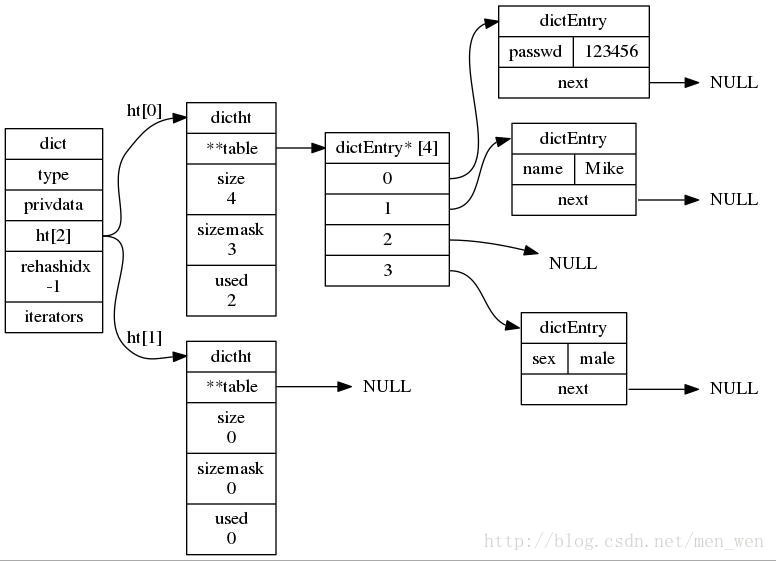 dict
type
privdata
ht[2]
rehashidx
-1
iterators
ht[0]
dictht
**table
size
4
sizemask
3
used
2
ht[1]
dictht
**table
size
0
sizemask
0
used
0
NULL
dictEntry* [4]
0
1
2
3
dictEntry
passwd 123456
next
NULL
dictEntry
name Mike
next
NULL
NULL
dictEntry
sex male
next
NULL
http://blog.csdn.net/men_wen